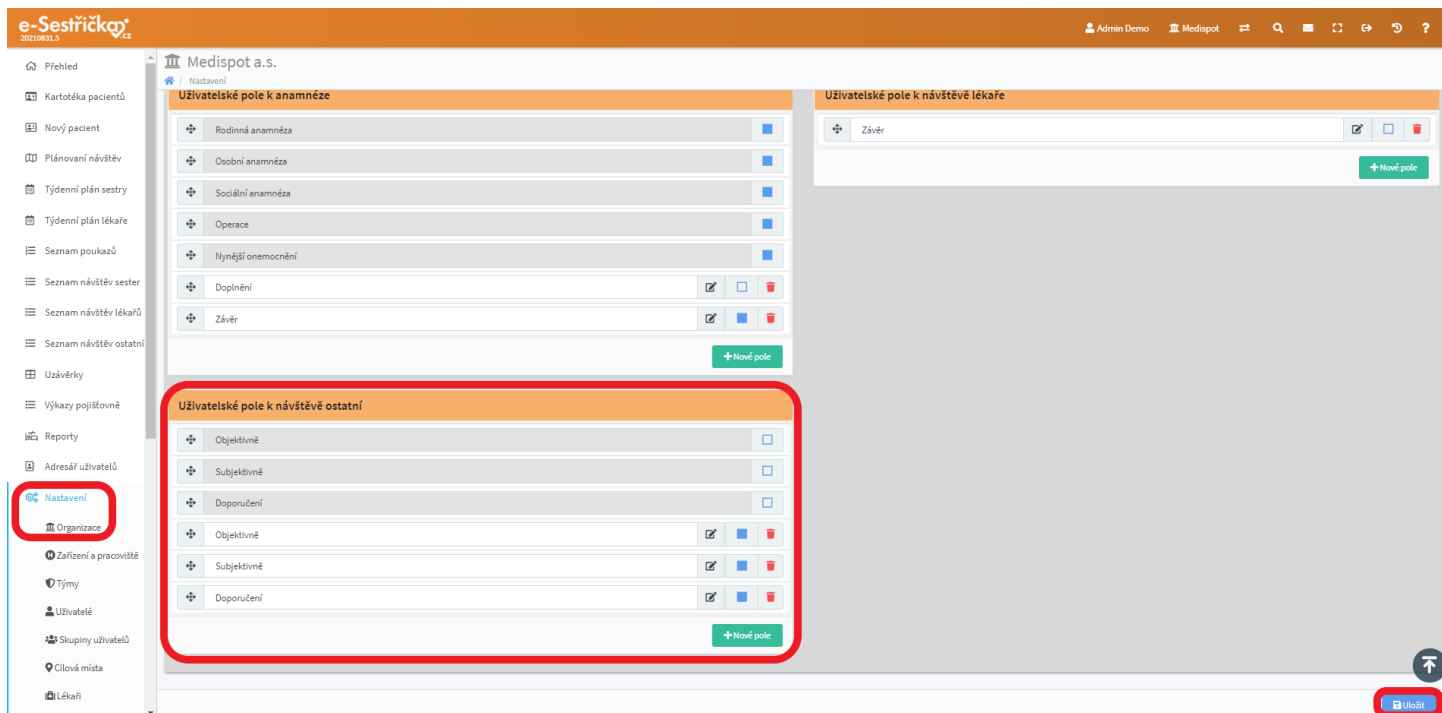 e-Sestřička.cz
20210831.5
Admin Demo
Medispot
?
Přehled
Kartotéka pacientů
Nový pacient
Plánovaní návštěv
Týdenní plán sestry
Týdenní plán lékaře
Seznam poukazů
Seznam návštěv sester
Seznam návštěv lékařů
Seznam návštěv ostatní
Uzávěrky
Výkazy pojišťovně
Reporty
Adresář uživatelů
Nastavení
Organizace
Zařízení a pracoviště
Týmy
Uživatelé
Skupiny uživatelů
Cílová místa
Lékaři
Medispot a.s.
/ Nastavení
Uživatelské pole k anamnéze
Rodinná anamnéza
Osobní anamnéza
Sociální anamnéza
Operace
Nynější onemocnění
Doplnění
Závěr
+ Nové pole
Uživatelské pole k návštěvě ostatní
Objektivně
Subjektivně
Doporučení
Objektivně
Subjektivně
Doporučení
+ Nové pole
Uživatelské pole k návštěvě lékaře
Závěr
+ Nové pole
Uložit